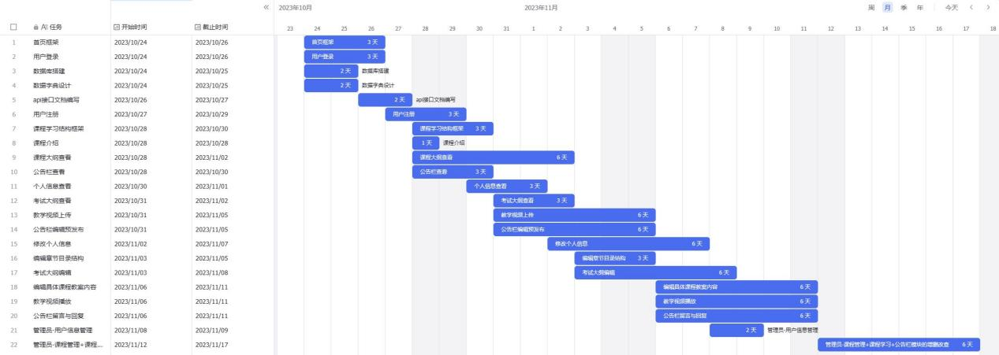 2023年10月 2023年11月 周 月 季 年 今天
任务 开始时间 截止时间 23 24 25 26 27 28 29 30 31 1 2 3 4 5 6 7 8 9 10 11 12 13 14 15 16 17 18
1 首页框架 2023/10/24 2023/10/26 首页框架 3 天
2 用户登录 2023/10/24 2023/10/26 用户登录 3 天
3 数据库搭建 2023/10/24 2023/10/25 2 天 数据库搭建
4 数据字典设计 2023/10/24 2023/10/25 2 天 数据字典设计
5 api接口文档编写 2023/10/26 2023/10/27 2 天 api接口文档编写
6 用户注册 2023/10/27 2023/10/29 用户注册 3 天
7 课程学习结构框架 2023/10/28 2023/10/30 课程学习结构框架 3 天
8 课程介绍 2023/10/28 2023/10/28 1 天 课程介绍
9 课程大纲查看 2023/10/28 2023/11/02 课程大纲查看 6 天
10 公告栏查看 2023/10/28 2023/10/30 公告栏查看 3 天
11 个人信息查看 2023/10/30 2023/11/01 个人信息查看 3 天
12 考试大纲查看 2023/10/31 2023/11/02 考试大纲查看 3 天
13 教学视频上传 2023/10/31 2023/11/05 教学视频上传 6 天
14 公告栏编辑预发布 2023/10/31 2023/11/05 公告栏编辑预发布 6 天
15 修改个人信息 2023/11/02 2023/11/07 修改个人信息 6 天
16 编辑章节目录结构 2023/11/03 2023/11/05 编辑章节目录结构 3 天
17 考试大纲编辑 2023/11/03 2023/11/08 考试大纲编辑 6 天
18 编辑具体课程教案内容 2023/11/06 2023/11/11 编辑具体课程教案内容 6 天
19 教学视频播放 2023/11/06 2023/11/11 教学视频播放 6 天
20 公告栏留言与回复 2023/11/06 2023/11/11 公告栏留言与回复 6 天
21 管理员-用户信息管理 2023/11/08 2023/11/09 2 天 管理员-用户信息管理
22 管理员-课程管理+课程... 2023/11/12 2023/11/17 管理员-课程管理+课程学习+公告栏模块的增删改查 6 天